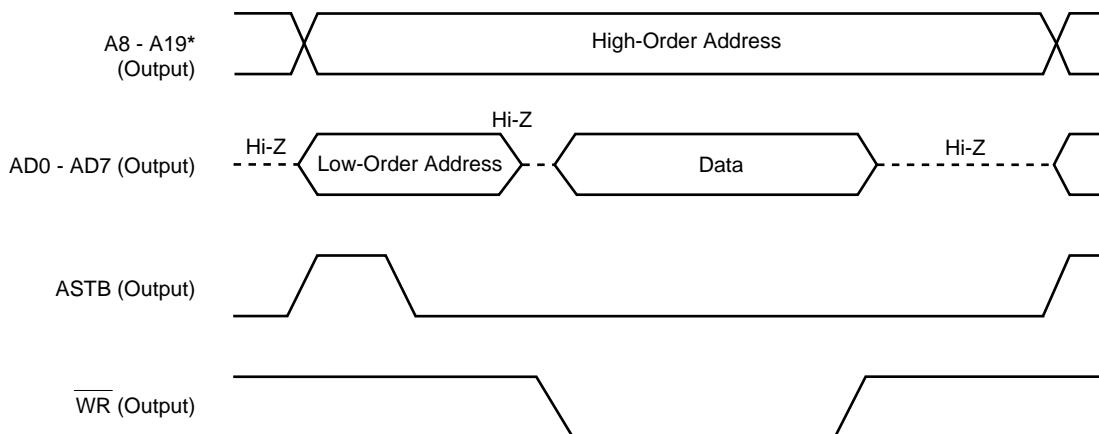 A8 - A19*
(Output)
High-Order Address
Hi-Z
Hi-Z
AD0 - AD7 (Output)
Low-Order Address
Data
Hi-Z
ASTB (Output)
WR (Output)